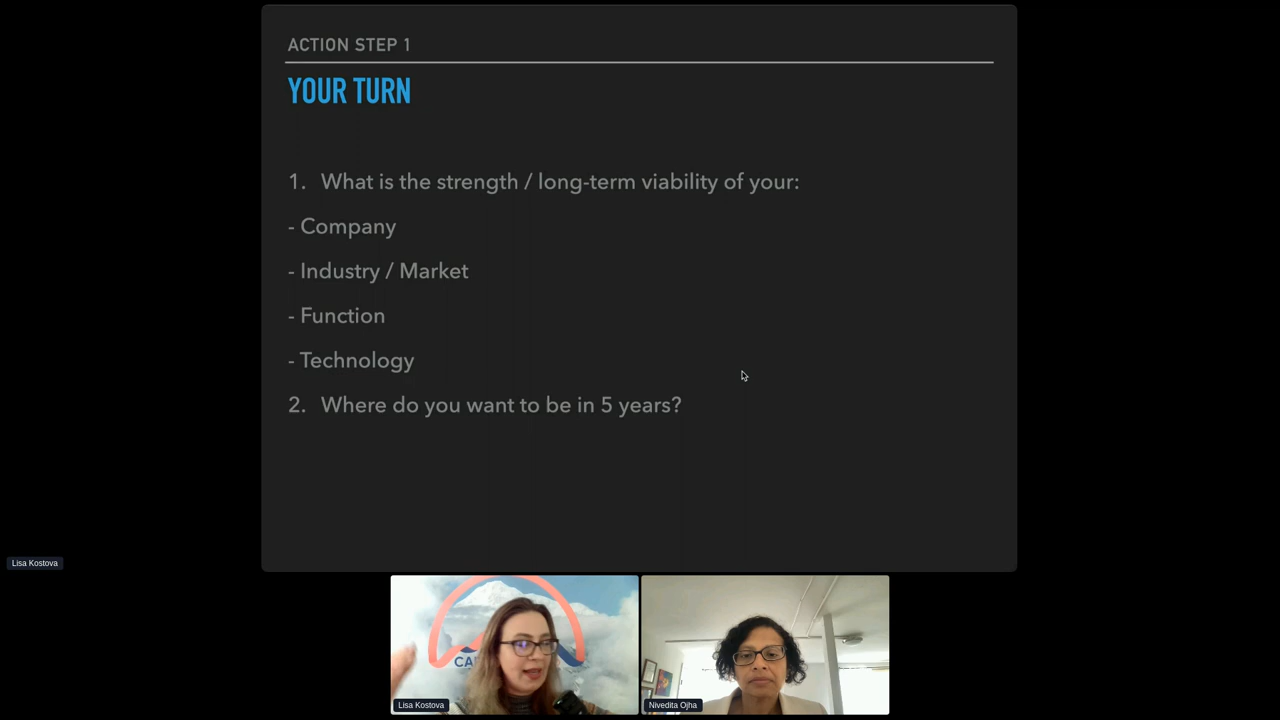 ACTION STEP 1
YOUR TURN
1. What is the strength / long-term viability of your:
- Company
- Industry / Market
- Function
- Technology
2. Where do you want to be in 5 years?
Lisa Kostova
CA
Lisa Kostova
Nivedita Ojha